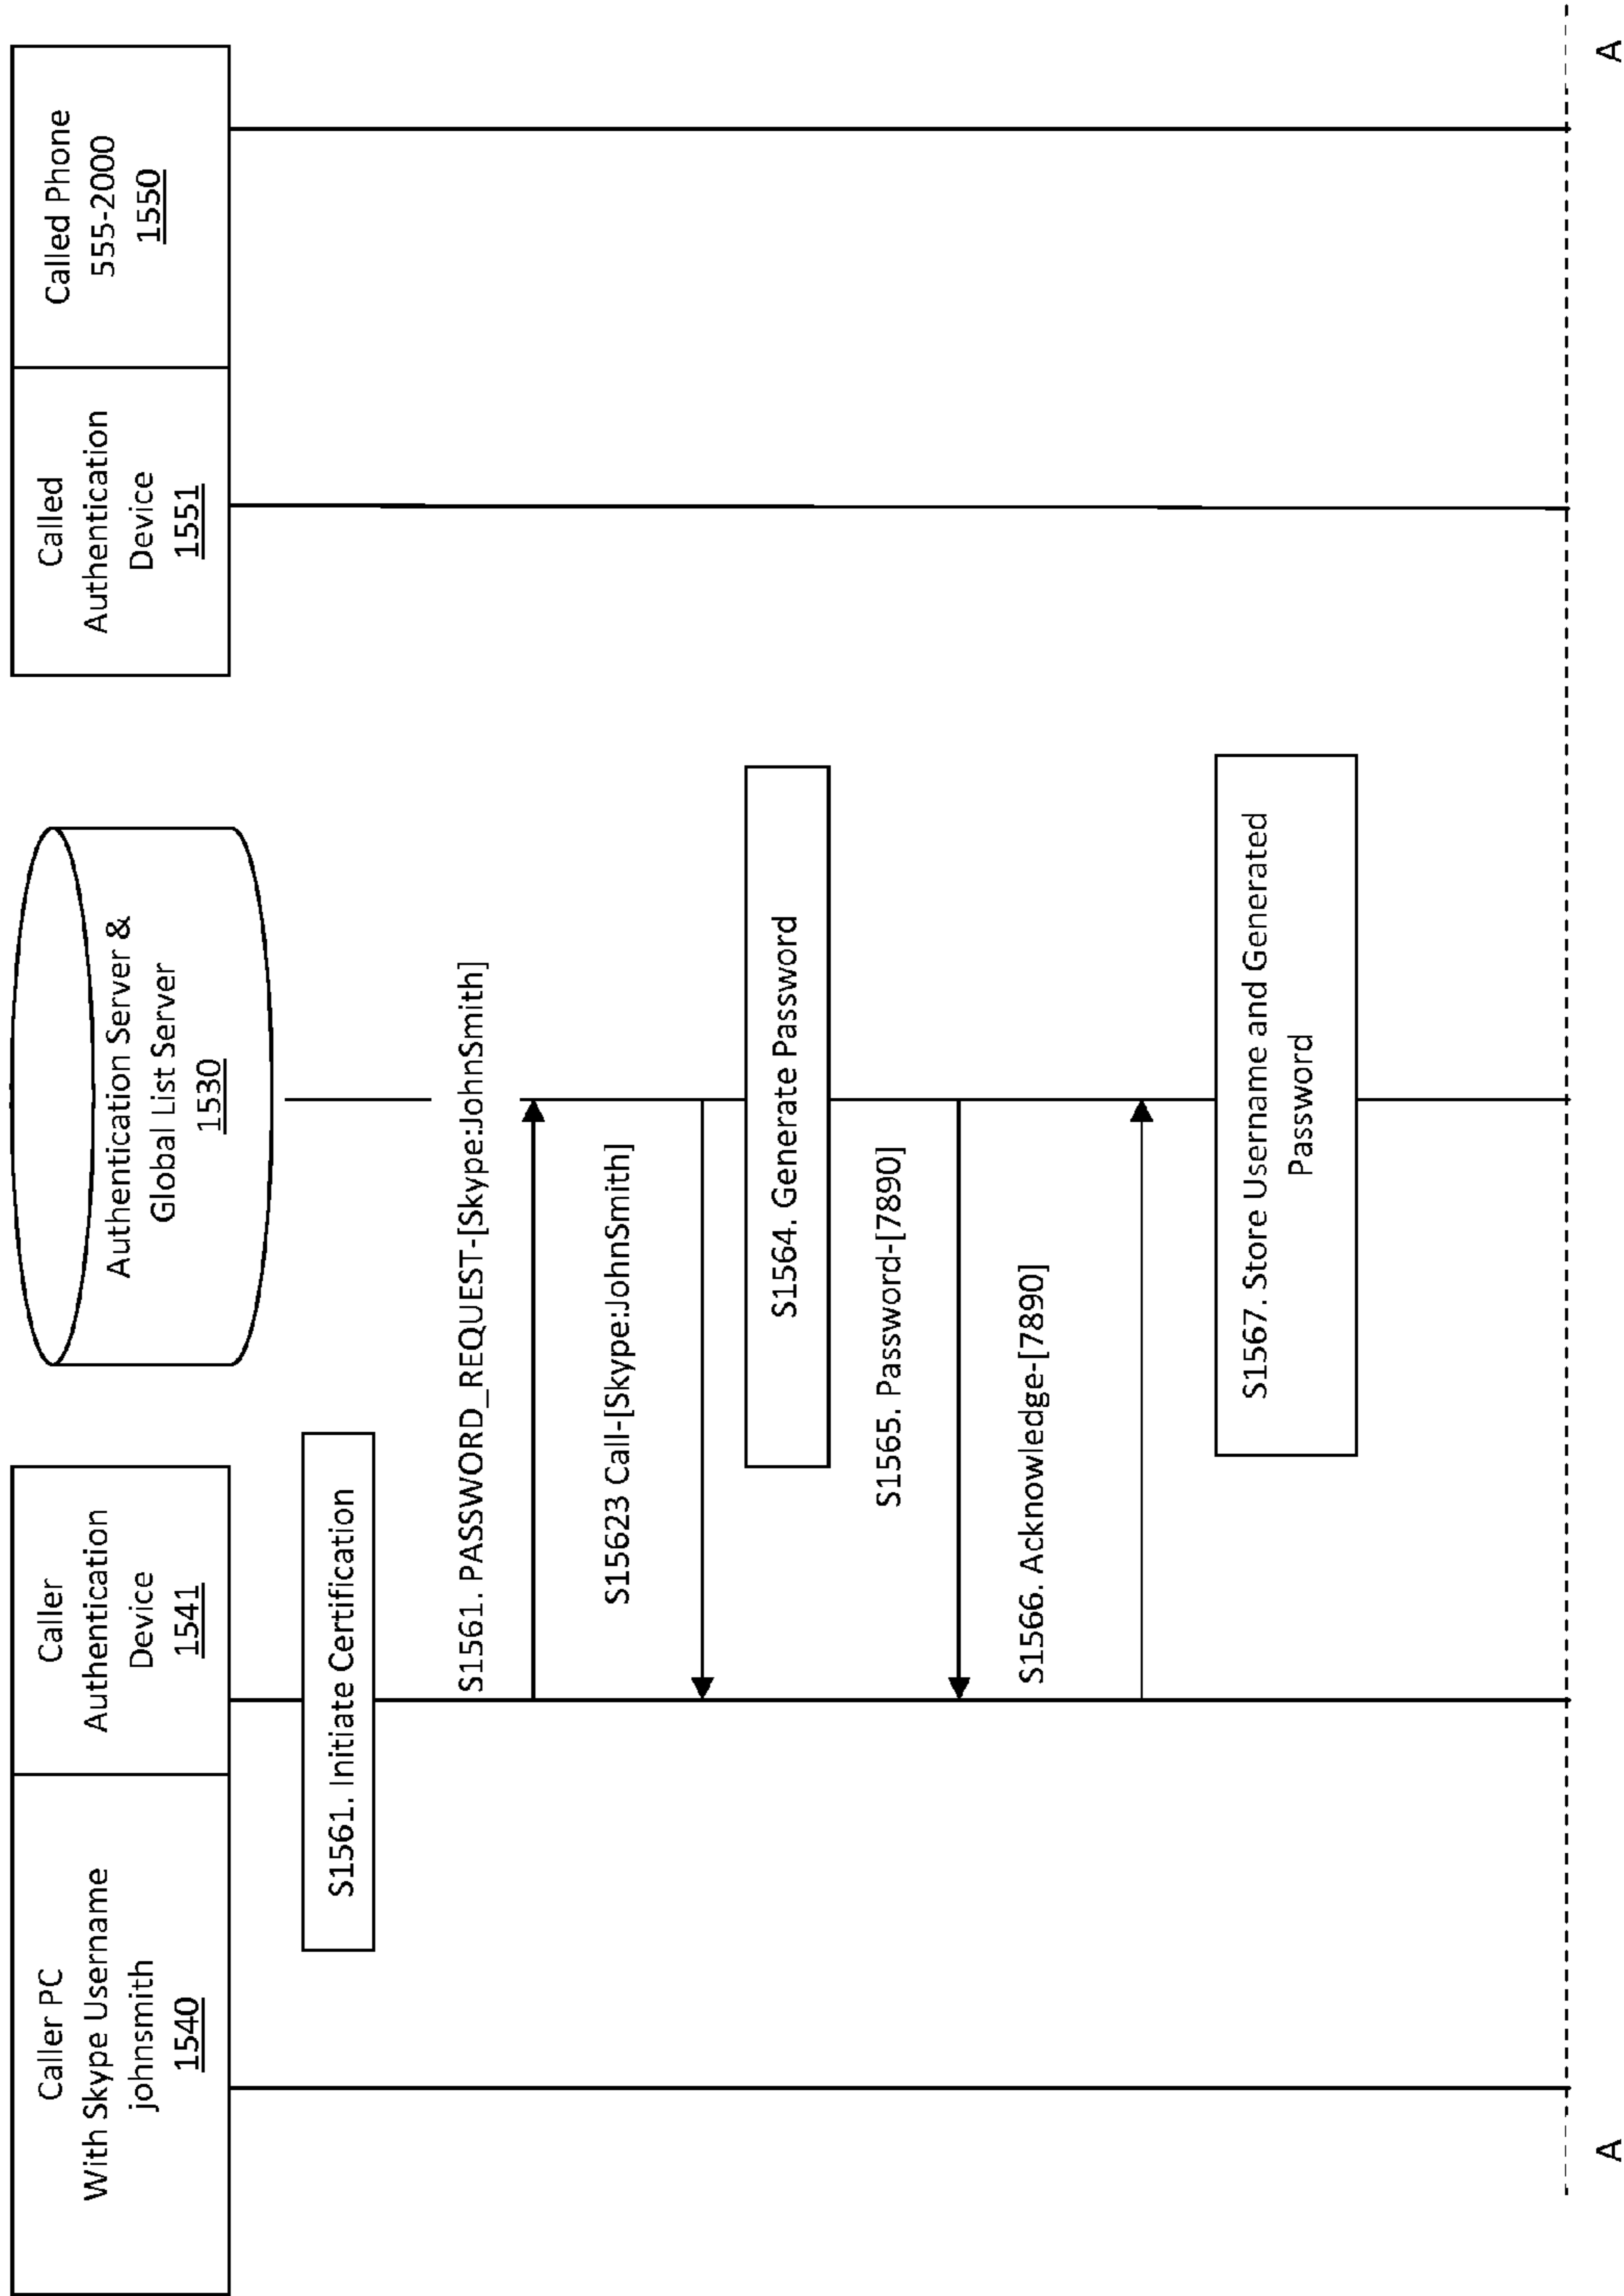 Caller PC
With Skype Username
johnsmith
1540
Caller
Authentication
Device
1541
Authentication Server &
Global List Server
1530
Called
Authentication
Device
1551
Called Phone
555-2000
1550
S1561. Initiate Certification
S1561. PASSWORD_REQUEST-[Skype:JohnSmith]
S15623 Call-[Skype:JohnSmith]
S1564. Generate Password
S1565. Password-[7890]
S1566. Acknowledge-[7890]
S1567. Store Username and Generated
Password
A
A